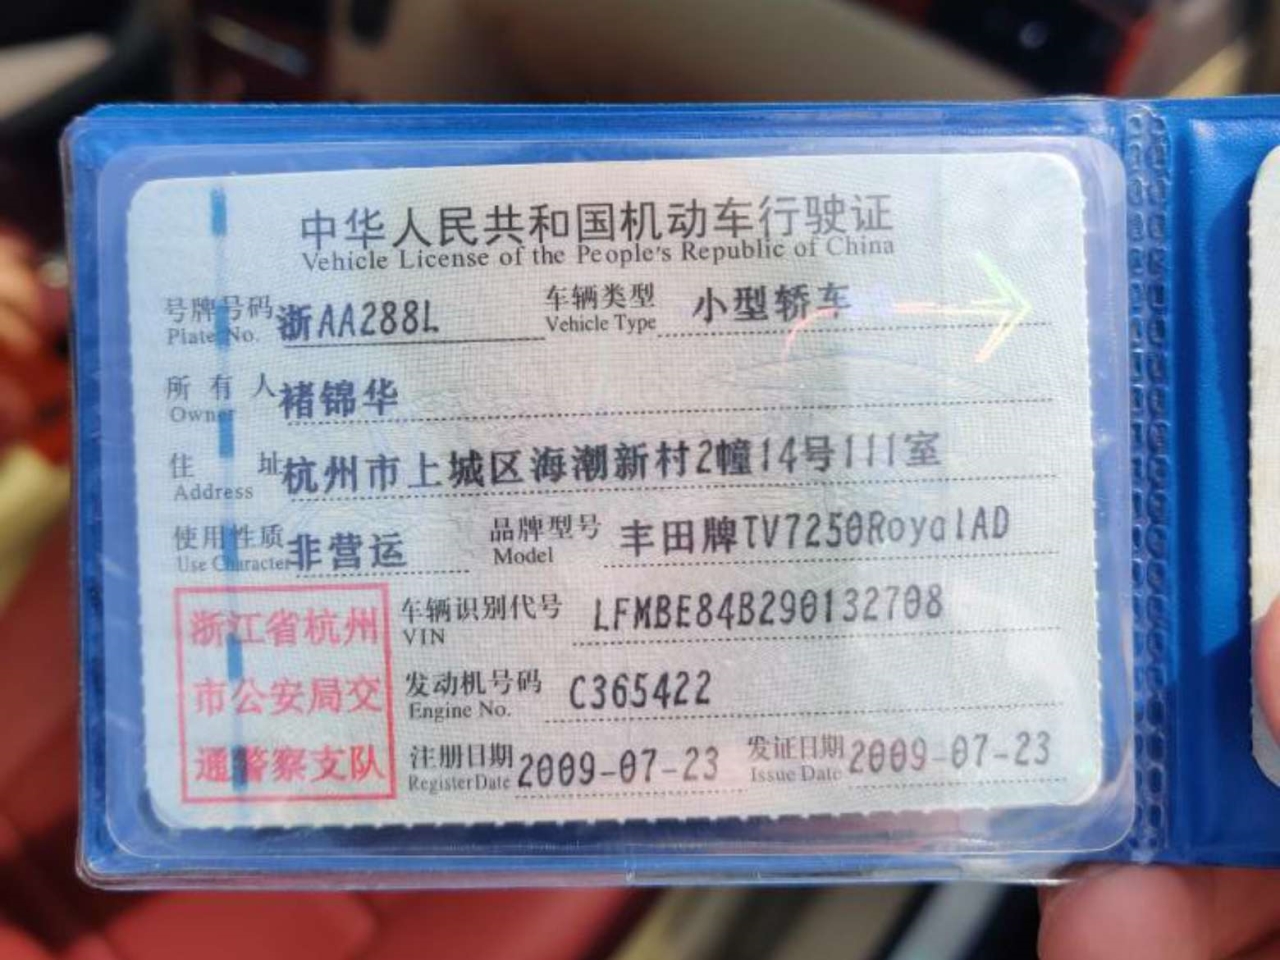 中华人民共和国机动车行驶证
Vehicle License of the People's Republic of China
号牌号码 浙AA288L 车辆类型 小型轿车
Plate No. Vehicle Type
所有人 褚锦华
Owner
住址 杭州市上城区海潮新村2幢14号111室
Address
使用性质 非营运 品牌型号 丰田牌TV7250RoyalAD
Use Character Model
浙江省杭州
市公安局交
通警察支队
车辆识别代号 LFMBE84B290132708
VIN
发动机号码 C365422
Engine No.
注册日期 2009-07-23 发证日期 2009-07-23
Register Date Issue Date